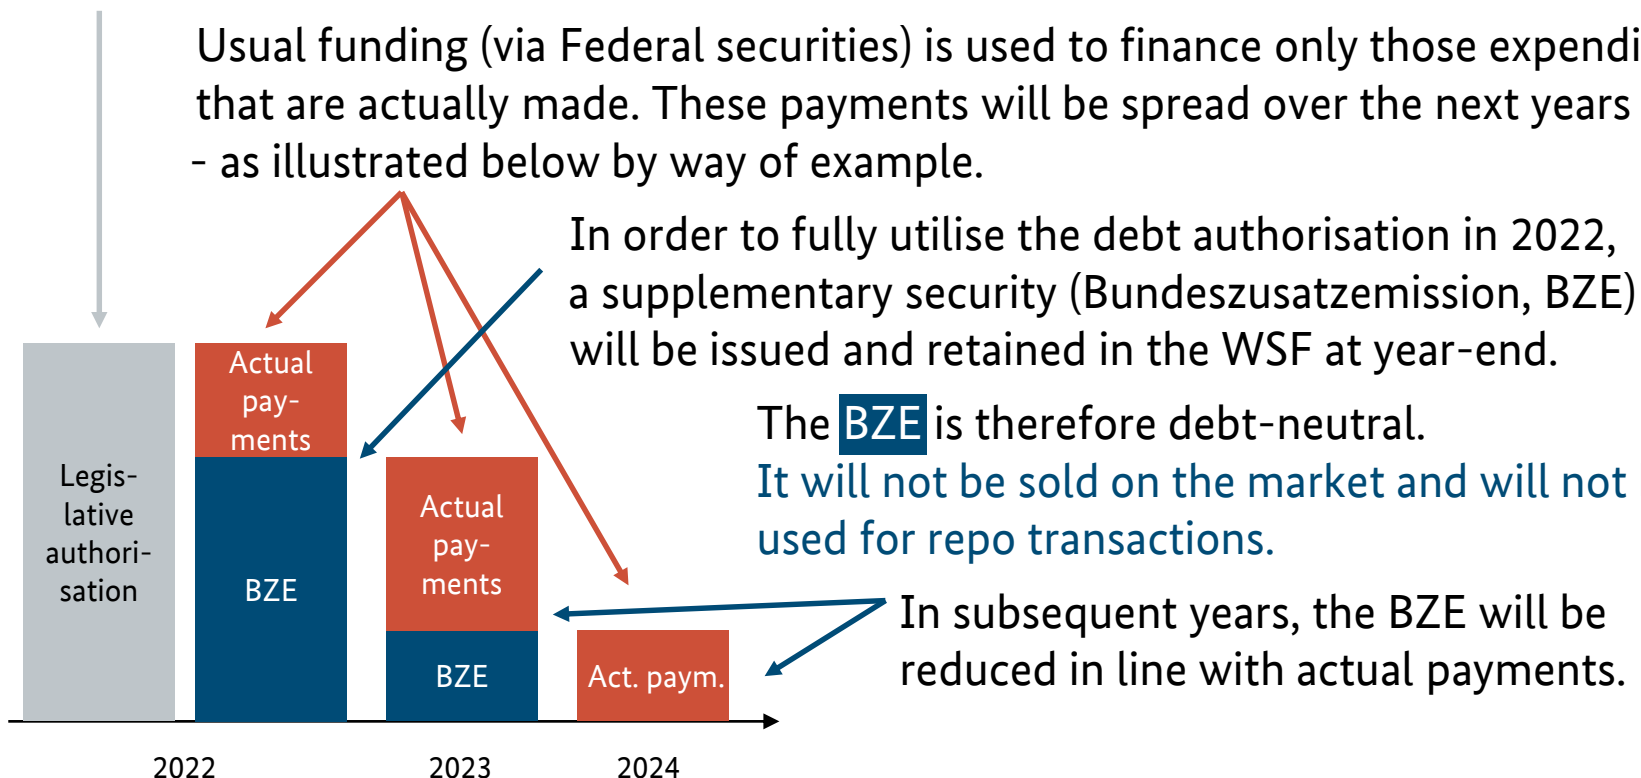 Usual funding (via Federal securities) is used to finance only those expendi
that are actually made. These payments will be spread over the next years
- as illustrated below by way of example.
In order to fully utilise the debt authorisation in 2022,
a supplementary security (Bundeszusatzemission, BZE)
will be issued and retained in the WSF at year-end.
The BZE is therefore debt-neutral.
It will not be sold on the market and will not
used for repo transactions.
In subsequent years, the BZE will be
reduced in line with actual payments.
Legis-
lative
authori-
sation
Actual
pay-
ments
BZE
Actual
pay-
ments
BZE
Act. paym.
2022
2023
2024